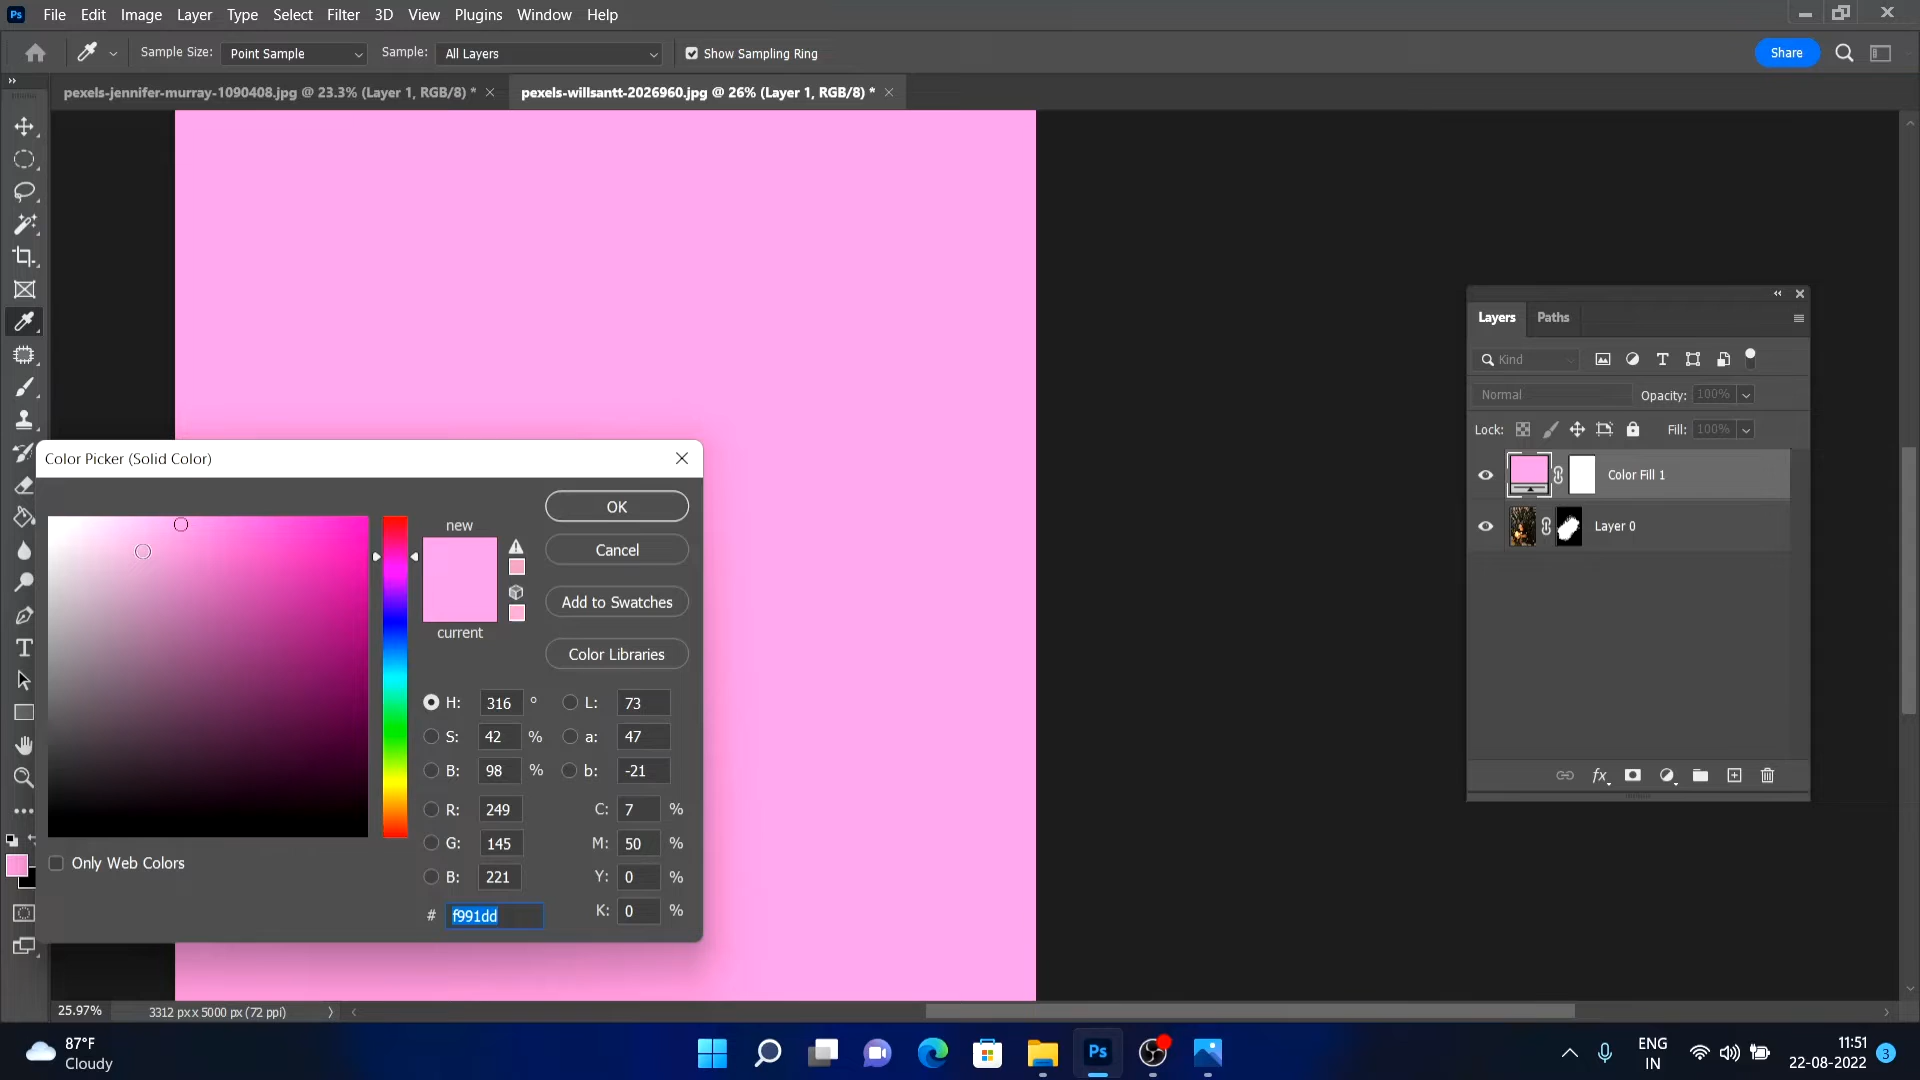 Ps File Edit Image Layer Type Select Filter 3D View Plugins Window Help
Sample Size: Point Sample Sample: All Layers Show Sampling Ring Share
pexels-jennifer-murray-1090408.jpg @ 23.3% (Layer 1, RGB/8) * pexels-willsantt-2026960.jpg @ 26% (Layer 1, RGB/8) *
Layers Paths
Kind
Normal Opacity: 100%
Lock: Fill: 100%
Color Fill 1
Layer 0
Color Picker (Solid Color)
new
current
OK
Cancel
Add to Swatches
Color Libraries
H: 316 ° L: 73
S: 42 % a: 47
B: 98 % b: -21
R: 249 C: 7 %
G: 145 M: 50 %
B: 221 Y: 0 %
# f991dd K: 0 %
Only Web Colors
25.97% 3312 px x 5000 px (72 ppi)
87°F
Cloudy
Ps
ENG
IN
11:51
22-08-2022
3